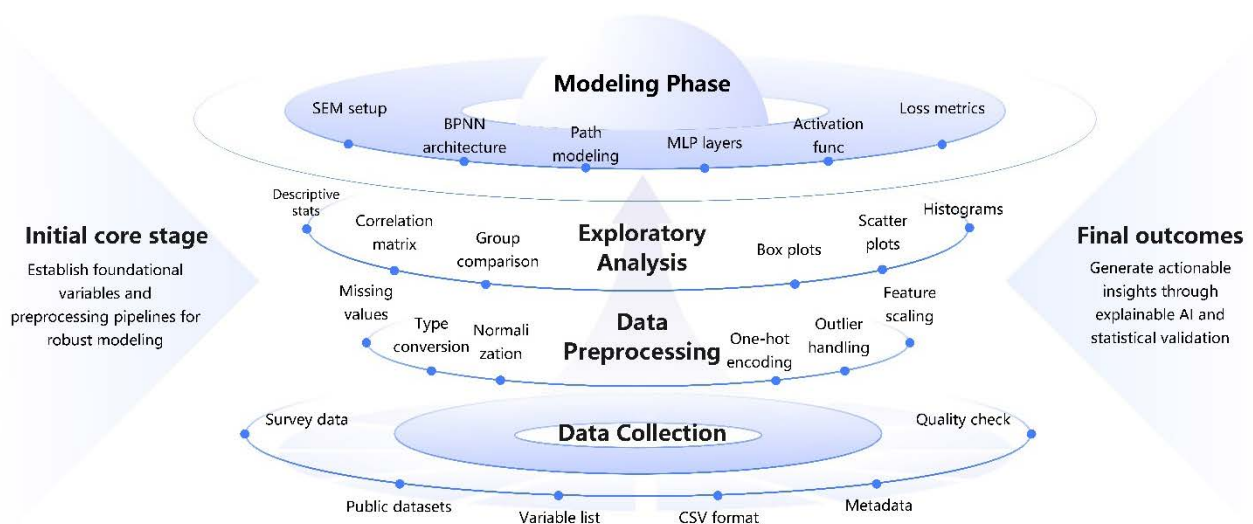 Modeling Phase
SEM setup
BPNN
architecture
Path
modeling
MLP layers
Activation
func
Loss metrics
Initial core stage
Establish foundational
variables and
preprocessing pipelines for
robust modeling
Descriptive
stats
Correlation
matrix
Group
comparison
Exploratory
Analysis
Box plots
Scatter
plots
Histograms
Missing
values
Type
conversion
Normali
zation
Data
Preprocessing
One-hot
encoding
Outlier
handling
Feature
scaling
Survey data
Public datasets
Variable list
Data Collection
CSV format
Metadata
Quality check
Final outcomes
Generate actionable
insights through
explainable AI and
statistical validation